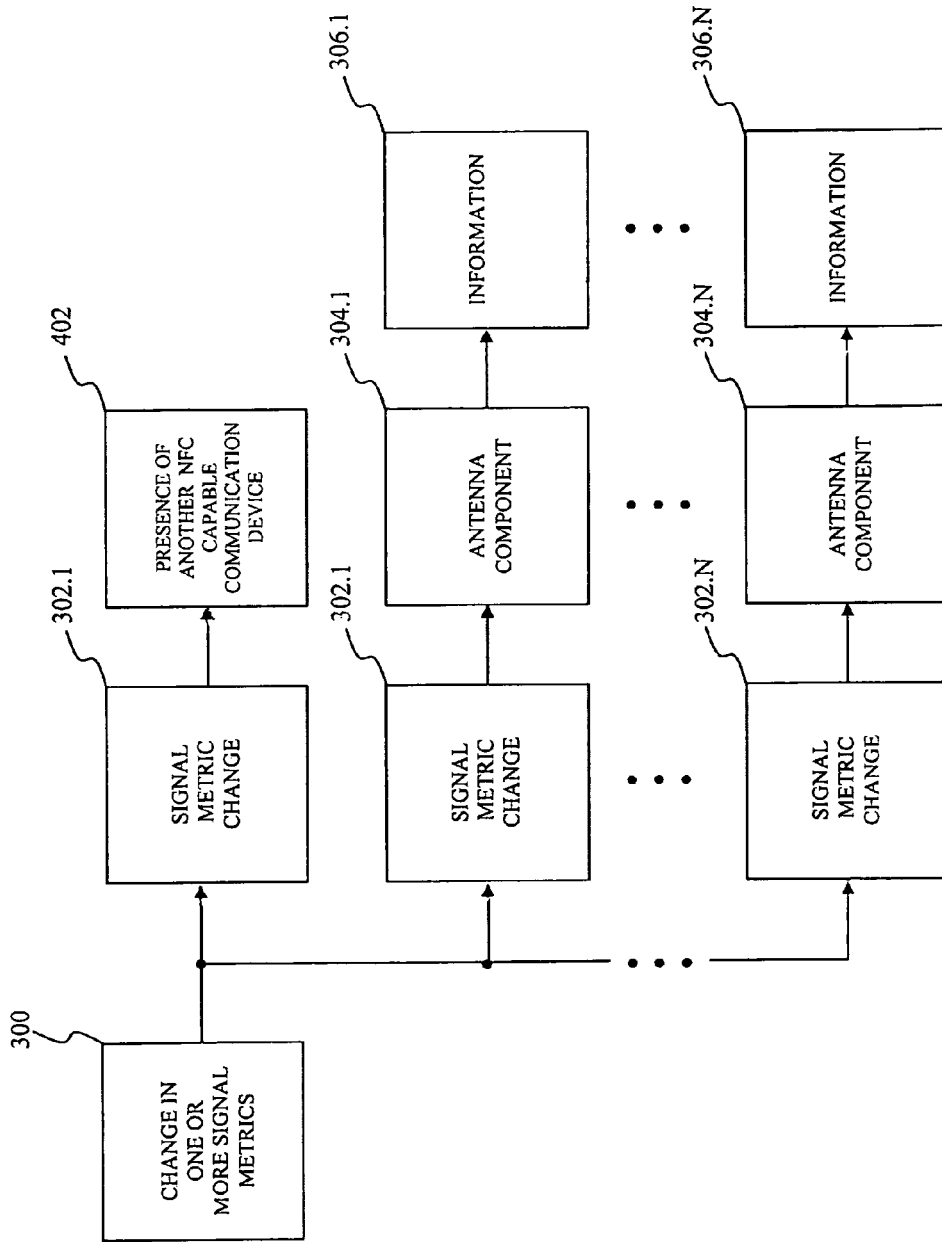 300
CHANGE IN
ONE OR
MORE SIGNAL
METRICS
302.1
SIGNAL
METRIC
CHANGE
402
PRESENCE OF
ANOTHER NFC
CAPABLE
COMMUNICATION
DEVICE
302.1
SIGNAL
METRIC
CHANGE
304.1
ANTENNA
COMPONENT
306.1
INFORMATION
302.N
SIGNAL
METRIC
CHANGE
304.N
ANTENNA
COMPONENT
306.N
INFORMATION